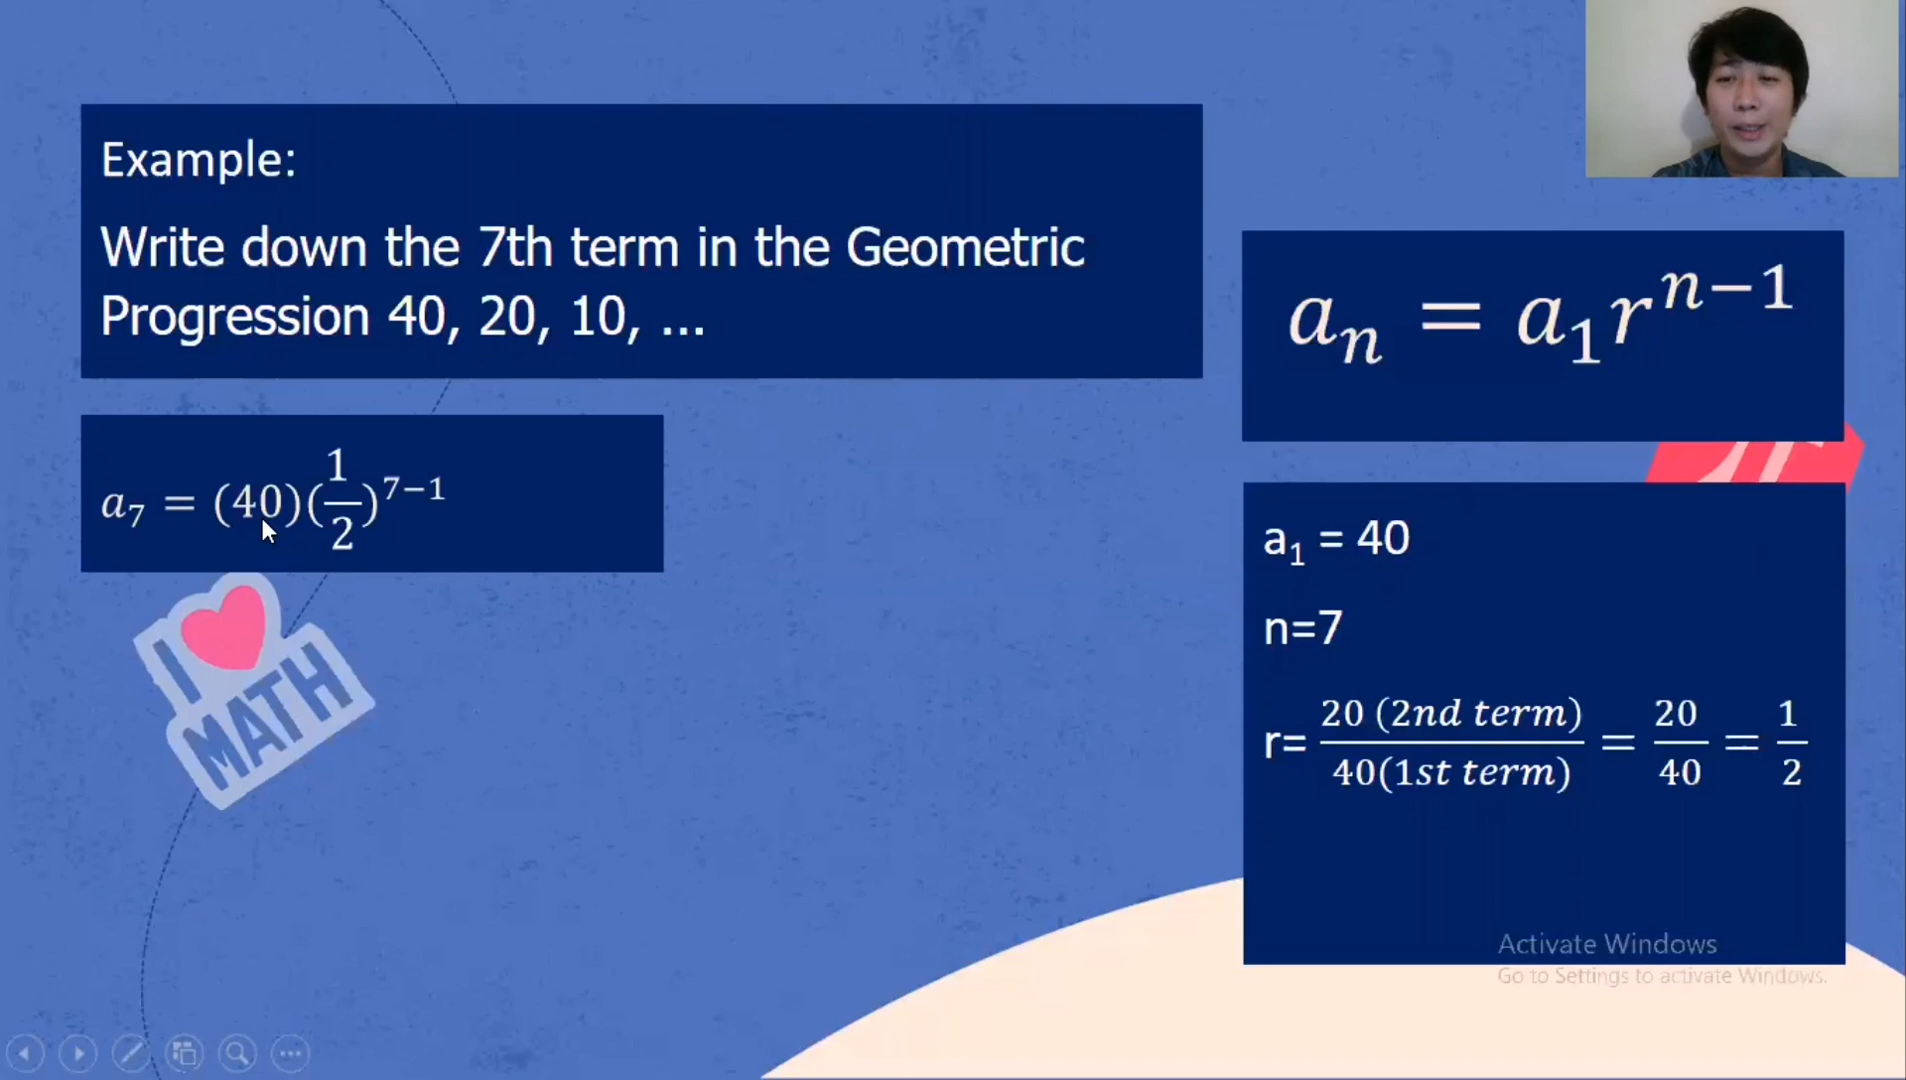 Example:
Write down the 7th term in the Geometric
Progression 40, 20, 10, ...
aₙ = a₁rⁿ⁻¹
a₇ = (40)(1/2)⁷⁻¹
a₁ = 40
n=7
r= 20 (2nd term)/40(1st term) = 20/40 = 1/2
I
MATH
Activate Windows
Go to Settings to activate Windows.